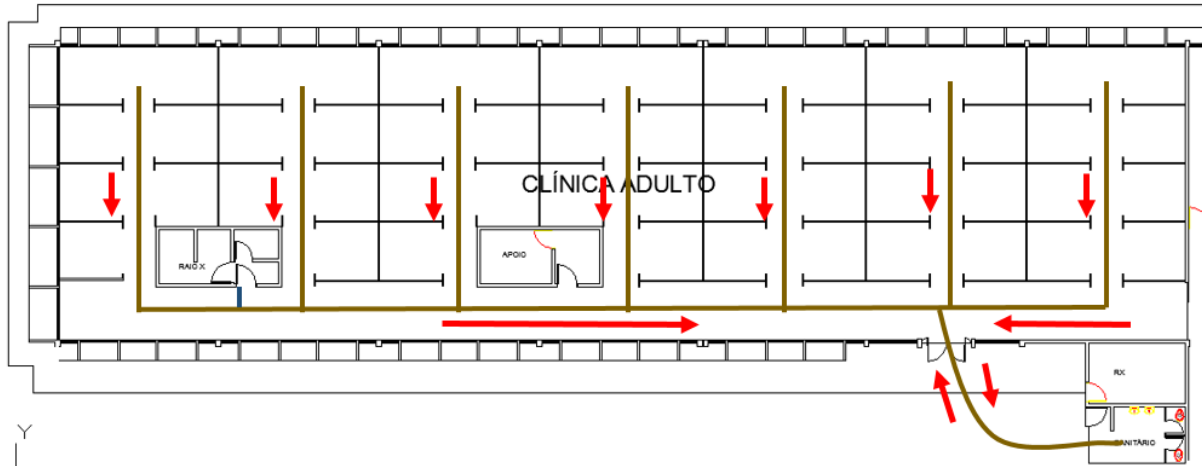 CLÍNICA ADULTO
RAIO X
APOIO
RX
SANITÁRIO
Y